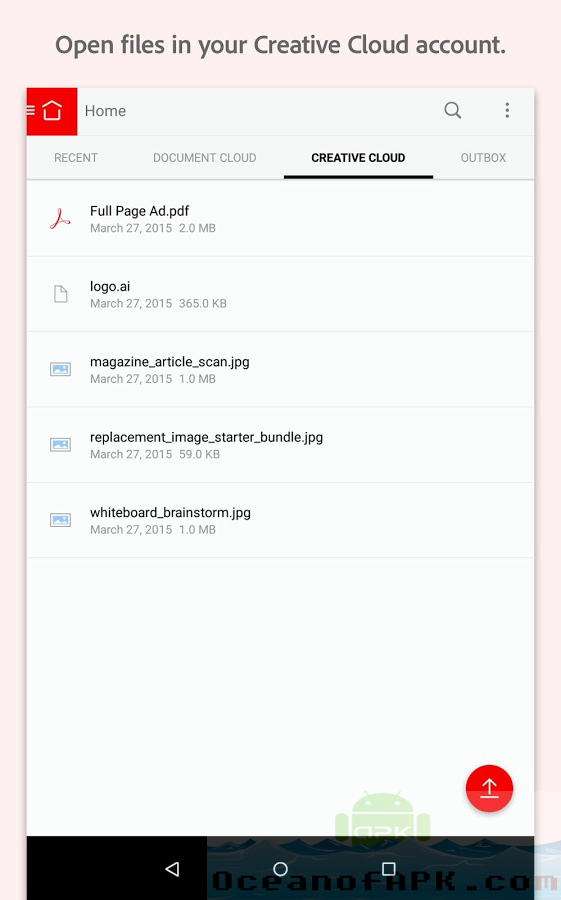 Open files in your Creative Cloud account.
Home
RECENT DOCUMENT CLOUD CREATIVE CLOUD OUTBOX
Full Page Ad.pdf
March 27, 2015 2.0 MB
logo.ai
March 27, 2015 365.0 KB
magazine_article_scan.jpg
March 27, 2015 1.0 MB
replacement_image_starter_bundle.jpg
March 27, 2015 59.0 KB
whiteboard_brainstorm.jpg
March 27, 2015 1.0 MB
APK
OceanofAPK.com